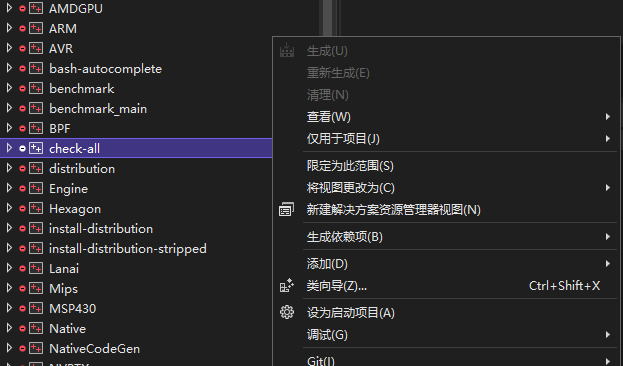 AMDGPU
ARM
AVR
bash-autocomplete
benchmark
benchmark_main
BPF
check-all
distribution
Engine
Hexagon
install-distribution
install-distribution-stripped
Lanai
Mips
MSP430
Native
NativeCodeGen
NVPTX
生成(U)
重新生成(E)
清理(N)
查看(W)
仅用于项目(J)
限定为此范围(S)
将视图更改为(C)
新建解决方案资源管理器视图(N)
生成依赖项(B)
添加(D)
类向导(Z)... Ctrl+Shift+X
设为启动项目(A)
调试(G)
Git(I)